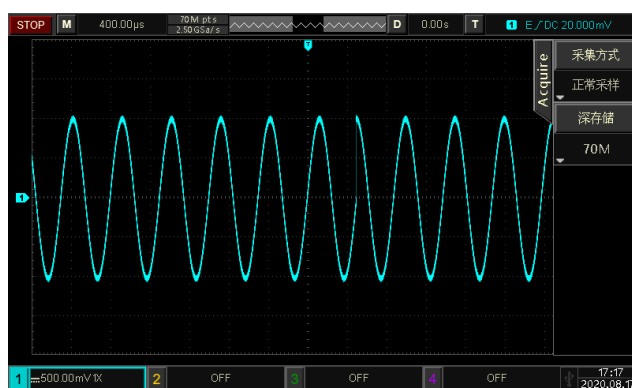 STOP M 400.00μs 70M pts D 0.00s T 1 E DC 20.000mV
2.50GSa/s
T
Acquire
采集方式
正常采样
深存储
70M
1
1 500.00mV 1X 2 OFF 3 OFF 4 OFF 17:17